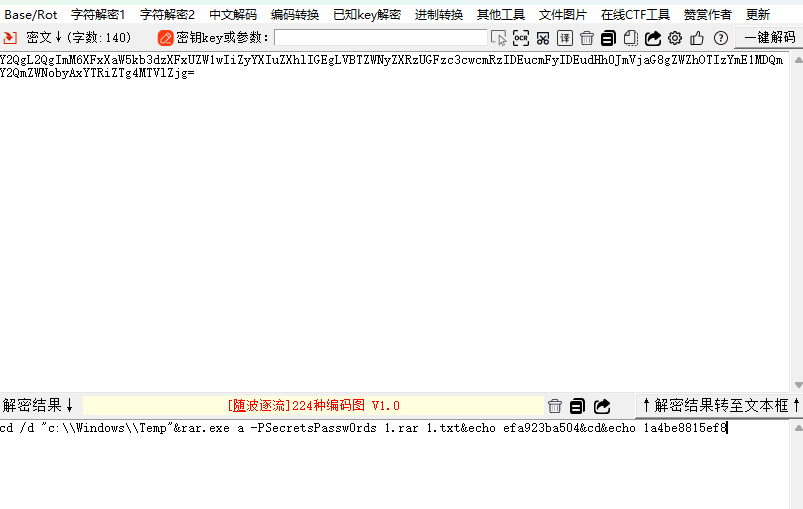 Base/Rot 字符解密1 字符解密2 中文解码 编码转换 已知key解密 进制转换 其他工具 文件图片 在线CTF工具 赞赏作者 更新
密文↓(字数:140) 密钥key或参数: OCR 译 一键解码
Y2QgL2QgImM6XFxXaW5kb3dzXFxUZW1wIiZyYXIuZXhlIGEgLVBTZWNyZXRzUGFzc3cwcmRzIDEucmFyIDEudHh0JmVjaG8gZWZhOTIzYmE1MDQm
Y2QmZWNobyAxYTRiZTg4MTVlZjg=
解密结果↓ [随波逐流]224种编码图 V1.0 ↑解密结果转至文本框↑
cd /d "c:\\Windows\\Temp"&rar.exe a -PSecretsPassw0rds 1.rar 1.txt&echo efa923ba504&cd&echo 1a4be8815ef8